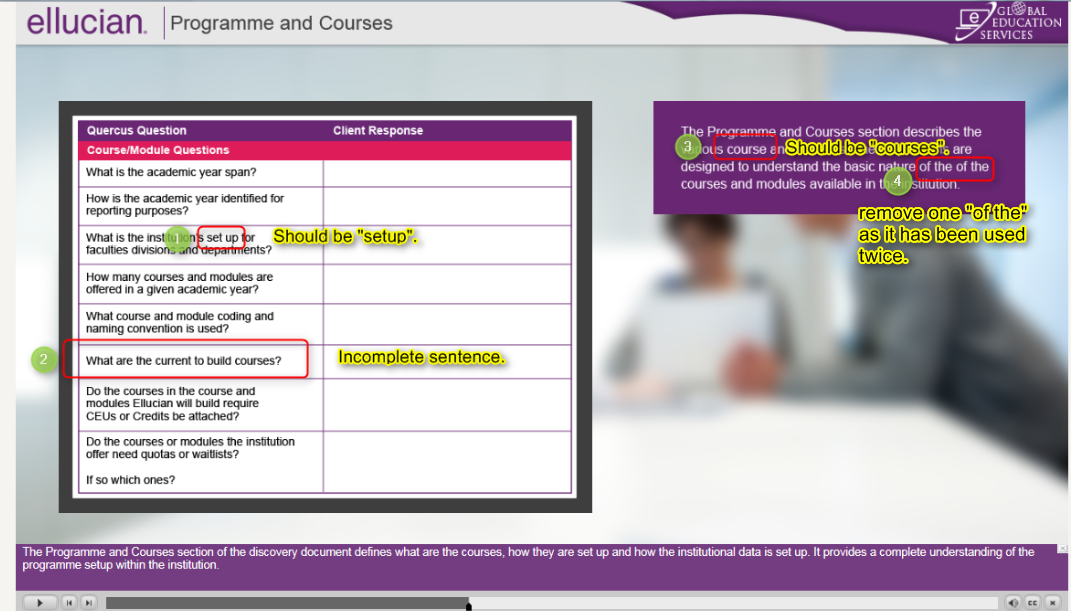 ellucian. Programme and Courses
GLOBAL
EDUCATION
SERVICES
e
Quercus Question Client Response
Course/Module Questions
What is the academic year span?
How is the academic year identified for
reporting purposes?
What is the institution's set up for
faculties divisions and departments?
1
Should be "setup".
How many courses and modules are
offered in a given academic year?
What course and module coding and
naming convention is used?
2
What are the current to build courses?
Incomplete sentence.
Do the courses in the course and
modules Ellucian will build require
CEUs or Credits be attached?
Do the courses or modules the institution
offer need quotas or waitlists?
If so which ones?
The Programme and Courses section describes the
course are
3
Should be "courses".
designed to understand the basic nature of the of the
courses and modules available in the institution.
4
remove one "of the"
as it has been used
twice.
The Programme and Courses section of the discovery document defines what are the courses, how they are set up and how the institutional data is set up. It provides a complete understanding of the
programme setup within the institution.
CC